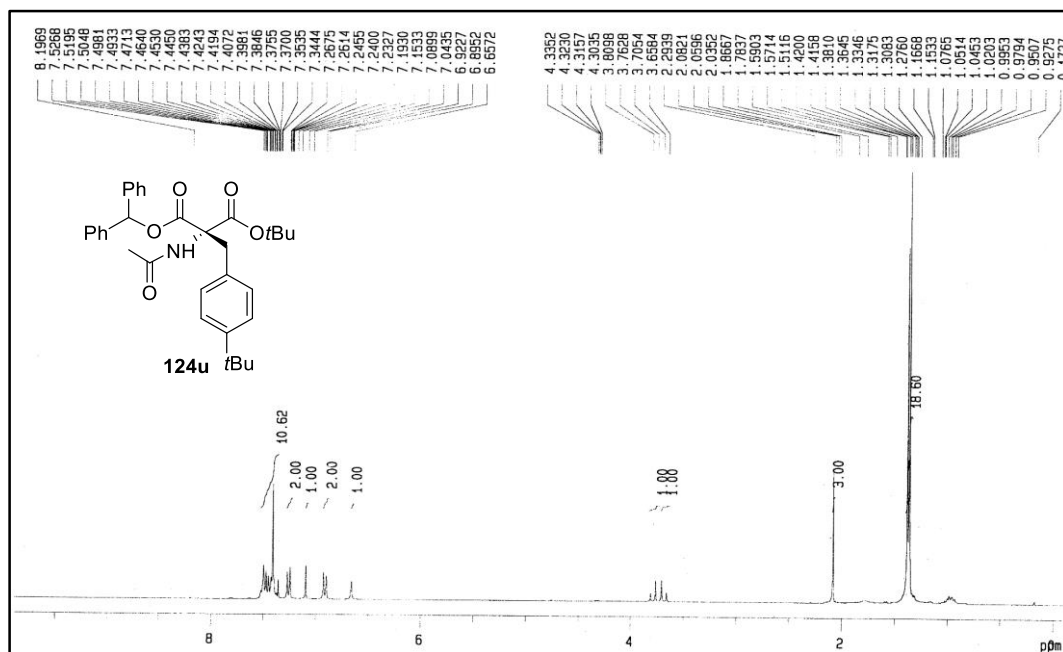 8.1969 7.5268 7.5195 7.5048 7.4981 7.4933 7.4713 7.4640 7.4530 7.4450 7.4383 7.4243 7.4194 7.4072 7.3981 7.3846 7.3755 7.3700 7.3535 7.3444 7.2675 7.2614 7.2455 7.2400 7.2327 7.1930 7.1533 7.0899 7.0435 6.9227 6.8952 6.6572
4.3352 4.3230 4.3157 4.3035 3.8098 3.7628 3.7054 3.6584 2.2939 2.0821 2.0596 2.0352 1.8667 1.7837 1.5903 1.5714 1.5116 1.4200 1.4158 1.3810 1.3645 1.3346 1.3175 1.3083 1.2760 1.1668 1.1533 1.0765 1.0514 1.0453 1.0203 0.9953 0.9794 0.9507 0.9275
Ph O O
Ph O OtBu
HN
O
124u tBu
18.60
10.62
2.00 1.00 2.00 1.00 1.00 1.00 3.00
8 6 4 2 ppm